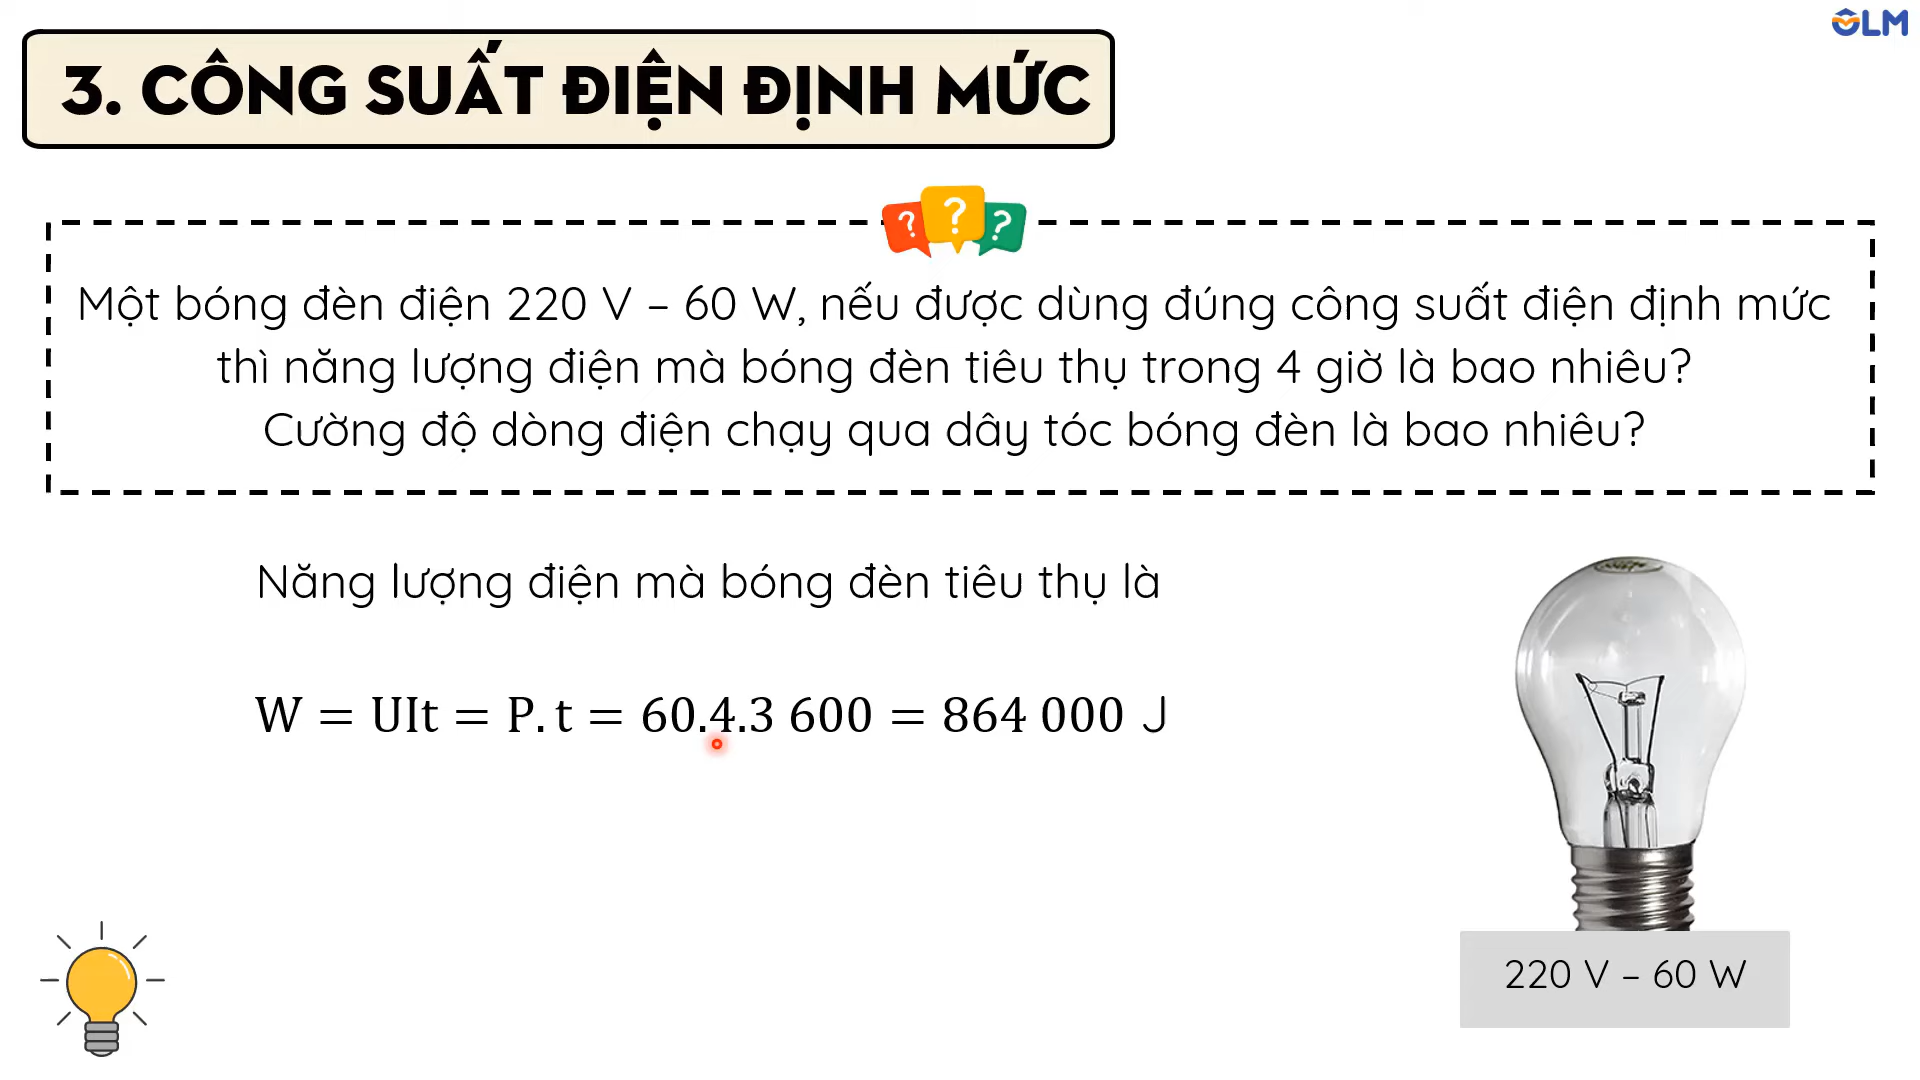 OLM
3. CÔNG SUẤT ĐIỆN ĐỊNH MỨC
? ? ?
Một bóng đèn điện 220 V – 60 W, nếu được dùng đúng công suất điện định mức
thì năng lượng điện mà bóng đèn tiêu thụ trong 4 giờ là bao nhiêu?
Cường độ dòng điện chạy qua dây tóc bóng đèn là bao nhiêu?
Năng lượng điện mà bóng đèn tiêu thụ là
W = UIt = P. t = 60.4.3 600 = 864 000 J
220 V – 60 W